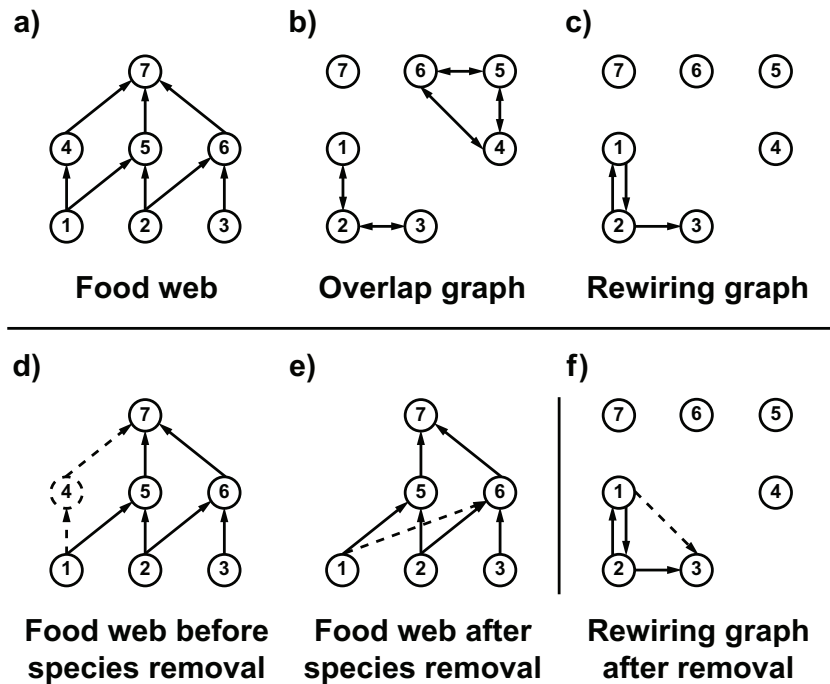 a)
b)
c)
7
4 5 6
1 2 3
7 6 5
1 4
2 3
7 6 5
1 4
2 3
Food web
Overlap graph
Rewiring graph
d)
e)
f)
7
4 5 6
1 2 3
7
5 6
1 2 3
7 6 5
1 4
2 3
Food web before
species removal
Food web after
species removal
Rewiring graph
after removal